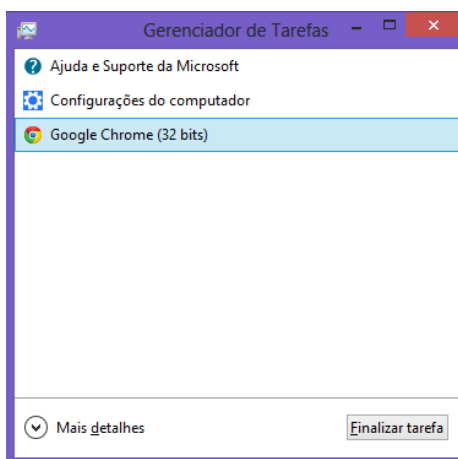 Gerenciador de Tarefas
Ajuda e Suporte da Microsoft
Configurações do computador
Google Chrome (32 bits)
Mais detalhes
Finalizar tarefa